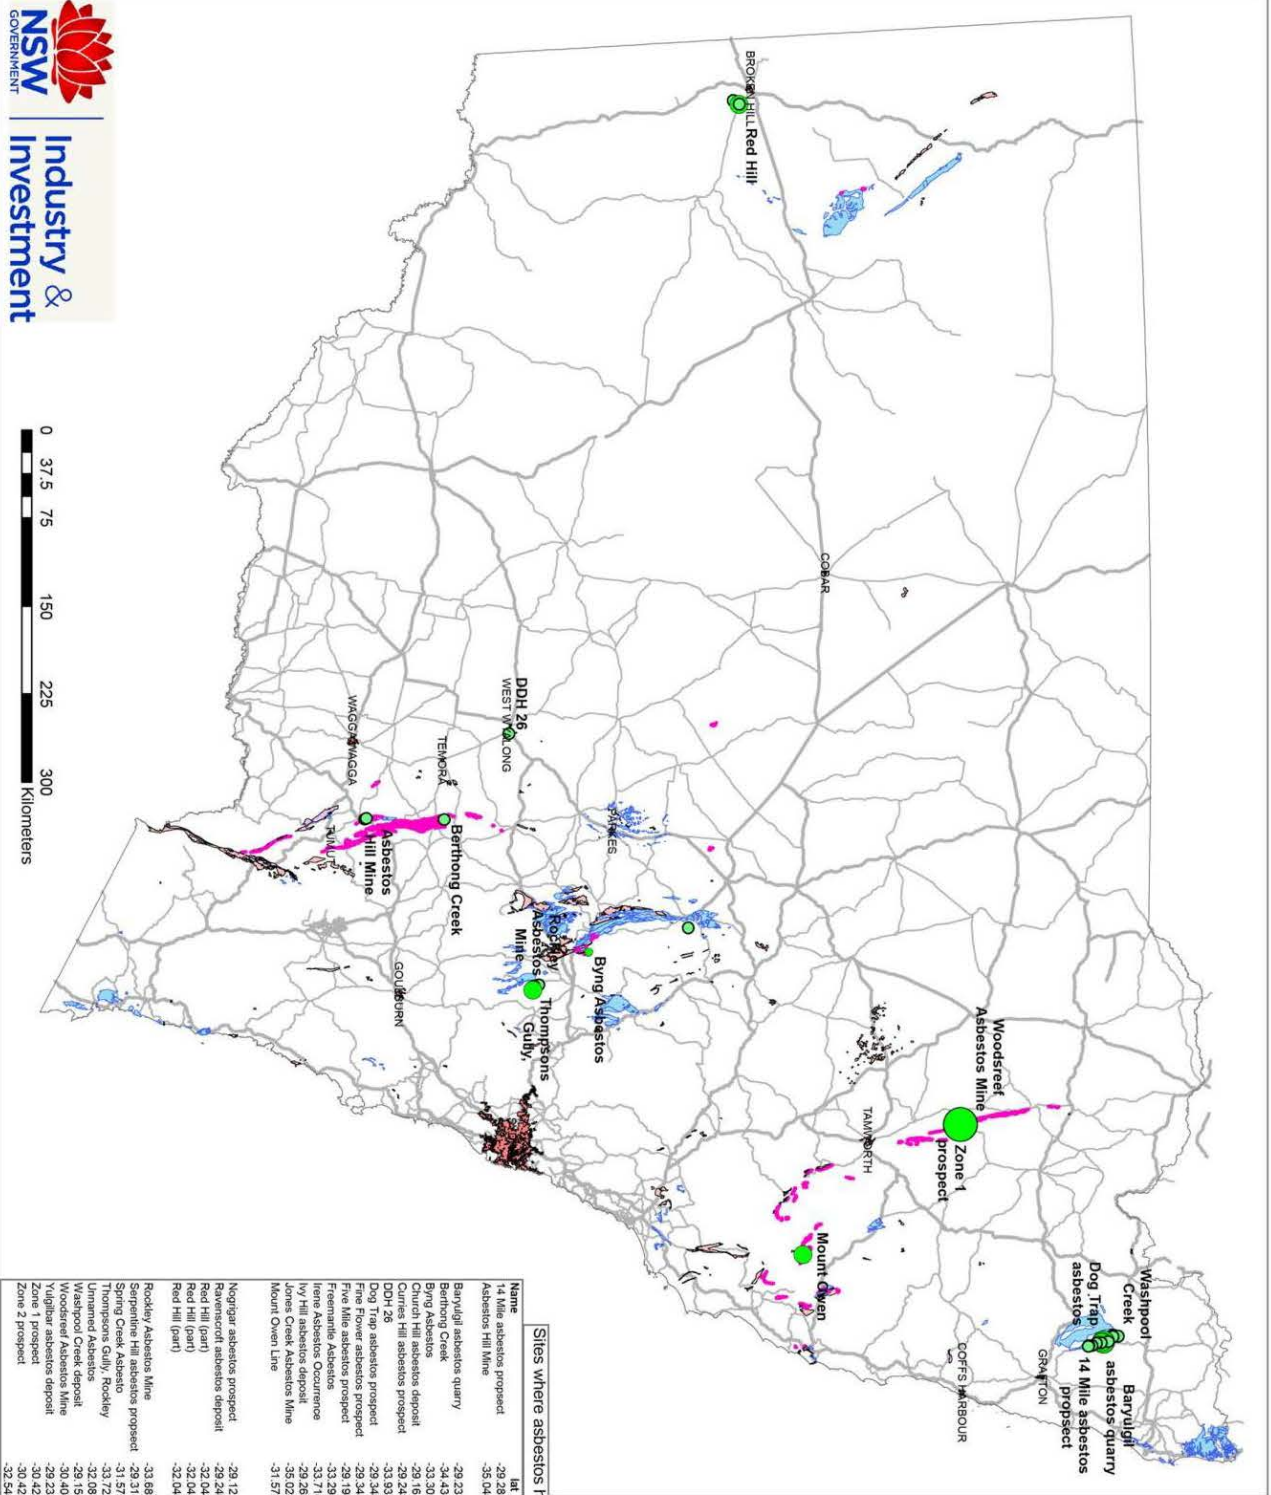 BROKEN HILL
Red Hill
COBAR
DDH 26
WEST WYALONG
WAGGA WAGGA
TEMORA
TUMUT
Asbestos
Hill Mine
Berthong Creek
PARKES
GOULBURN
Rockley
Asbestos
Mine
Byng Asbestos
Thompsons
Gully,
Woodsreef
Asbestos Mine
Zone 1
prospect
TAMWORTH
Mount Owen
Washpool
Creek
Dog Trap
asbestos
Baryulgil
asbestos quarry
14 Mile asbestos
propsect
GRAFTON
COFFS HARBOUR
NSW
GOVERNMENT
Industry &
Investment
0 37.5 75 150 225 300
Kilometers
Sites where asbestos
Name lat
14 Mile asbestos propsect -29.28
Asbestos Hill Mine -35.04
Baryulgil asbestos quarry -29.23
Berthong Creek -34.43
Byng Asbestos -33.30
Church Hill asbestos deposit -29.16
Curries Hill asbestos prospect -29.24
DDH 26 -33.93
Dog Trap asbestos prospect -29.34
Fine Flower asbestos prospect -29.34
Five Mile asbestos prospect -29.19
Freemantle Asbestos -33.29
Irene Asbestos Occurrence -33.71
Ivy Hill asbestos deposit -29.26
Jones Creek Asbestos Mine -35.02
Mount Owen Line -31.57
Nogrigar asbestos prospect -29.12
Ravenscroft asbestos deposit -29.24
Red Hill (part) -32.04
Red Hill (part) -32.04
Red Hill (part) -32.04
Rockley Asbestos Mine -33.68
Serpentine Hill asbestos propsect -29.31
Spring Creek Asbesto -31.57
Thompsons Gully, Rockley -33.72
Unnamed Asbestos -32.08
Washpool Creek deposit -29.15
Woodsreef Asbestos Mine -30.40
Yulgilbar asbestos deposit -29.23
Zone 1 prospect -30.42
Zone 2 prospect -30.42
-32.54